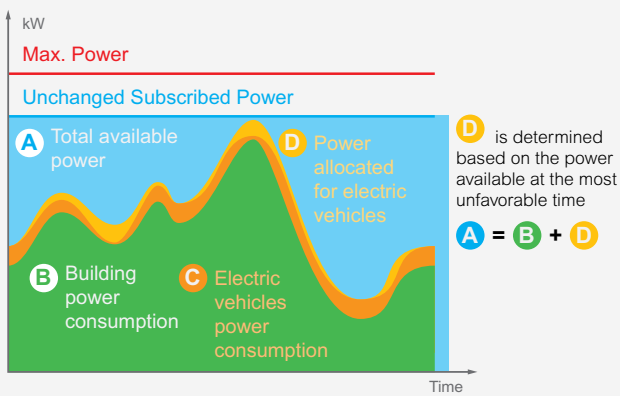 kW
Max. Power
Unchanged Subscribed Power
A Total available
power
D Power
allocated
for electric
vehicles
B Building
power
consumption
C Electric
vehicles
power
consumption
Time
D is determined
based on the power
available at the most
unfavorable time
A = B + D